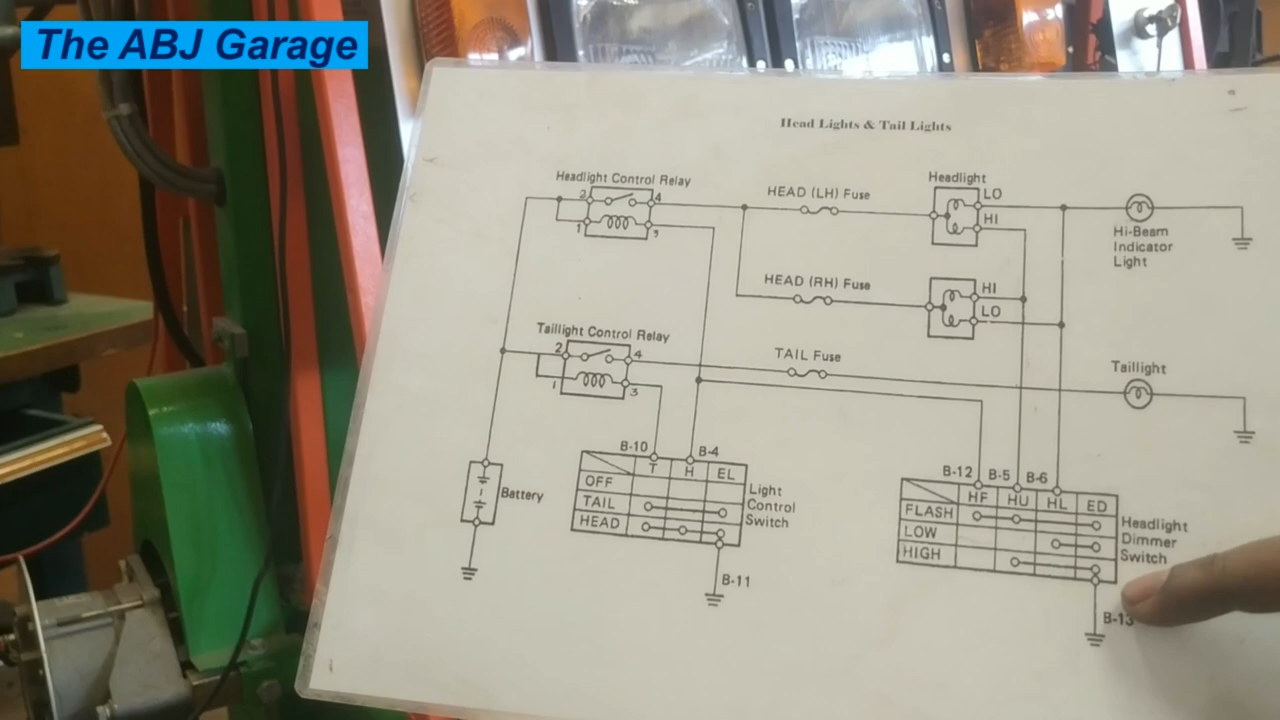 The ABJ Garage
Head Lights & Tail Lights
Headlight Control Relay
2
4
1
3
HEAD (LH) Fuse
Headlight
LO
HI
Hi-Beam
Indicator
Light
HEAD (RH) Fuse
HI
LO
Taillight Control Relay
2
4
1
3
TAIL Fuse
Taillight
Battery
B-10
B-4
T
H
EL
OFF
TAIL
HEAD
Light
Control
Switch
B-11
B-12
B-5
B-6
HF
HU
HL
ED
FLASH
LOW
HIGH
Headlight
Dimmer
Switch
B-13